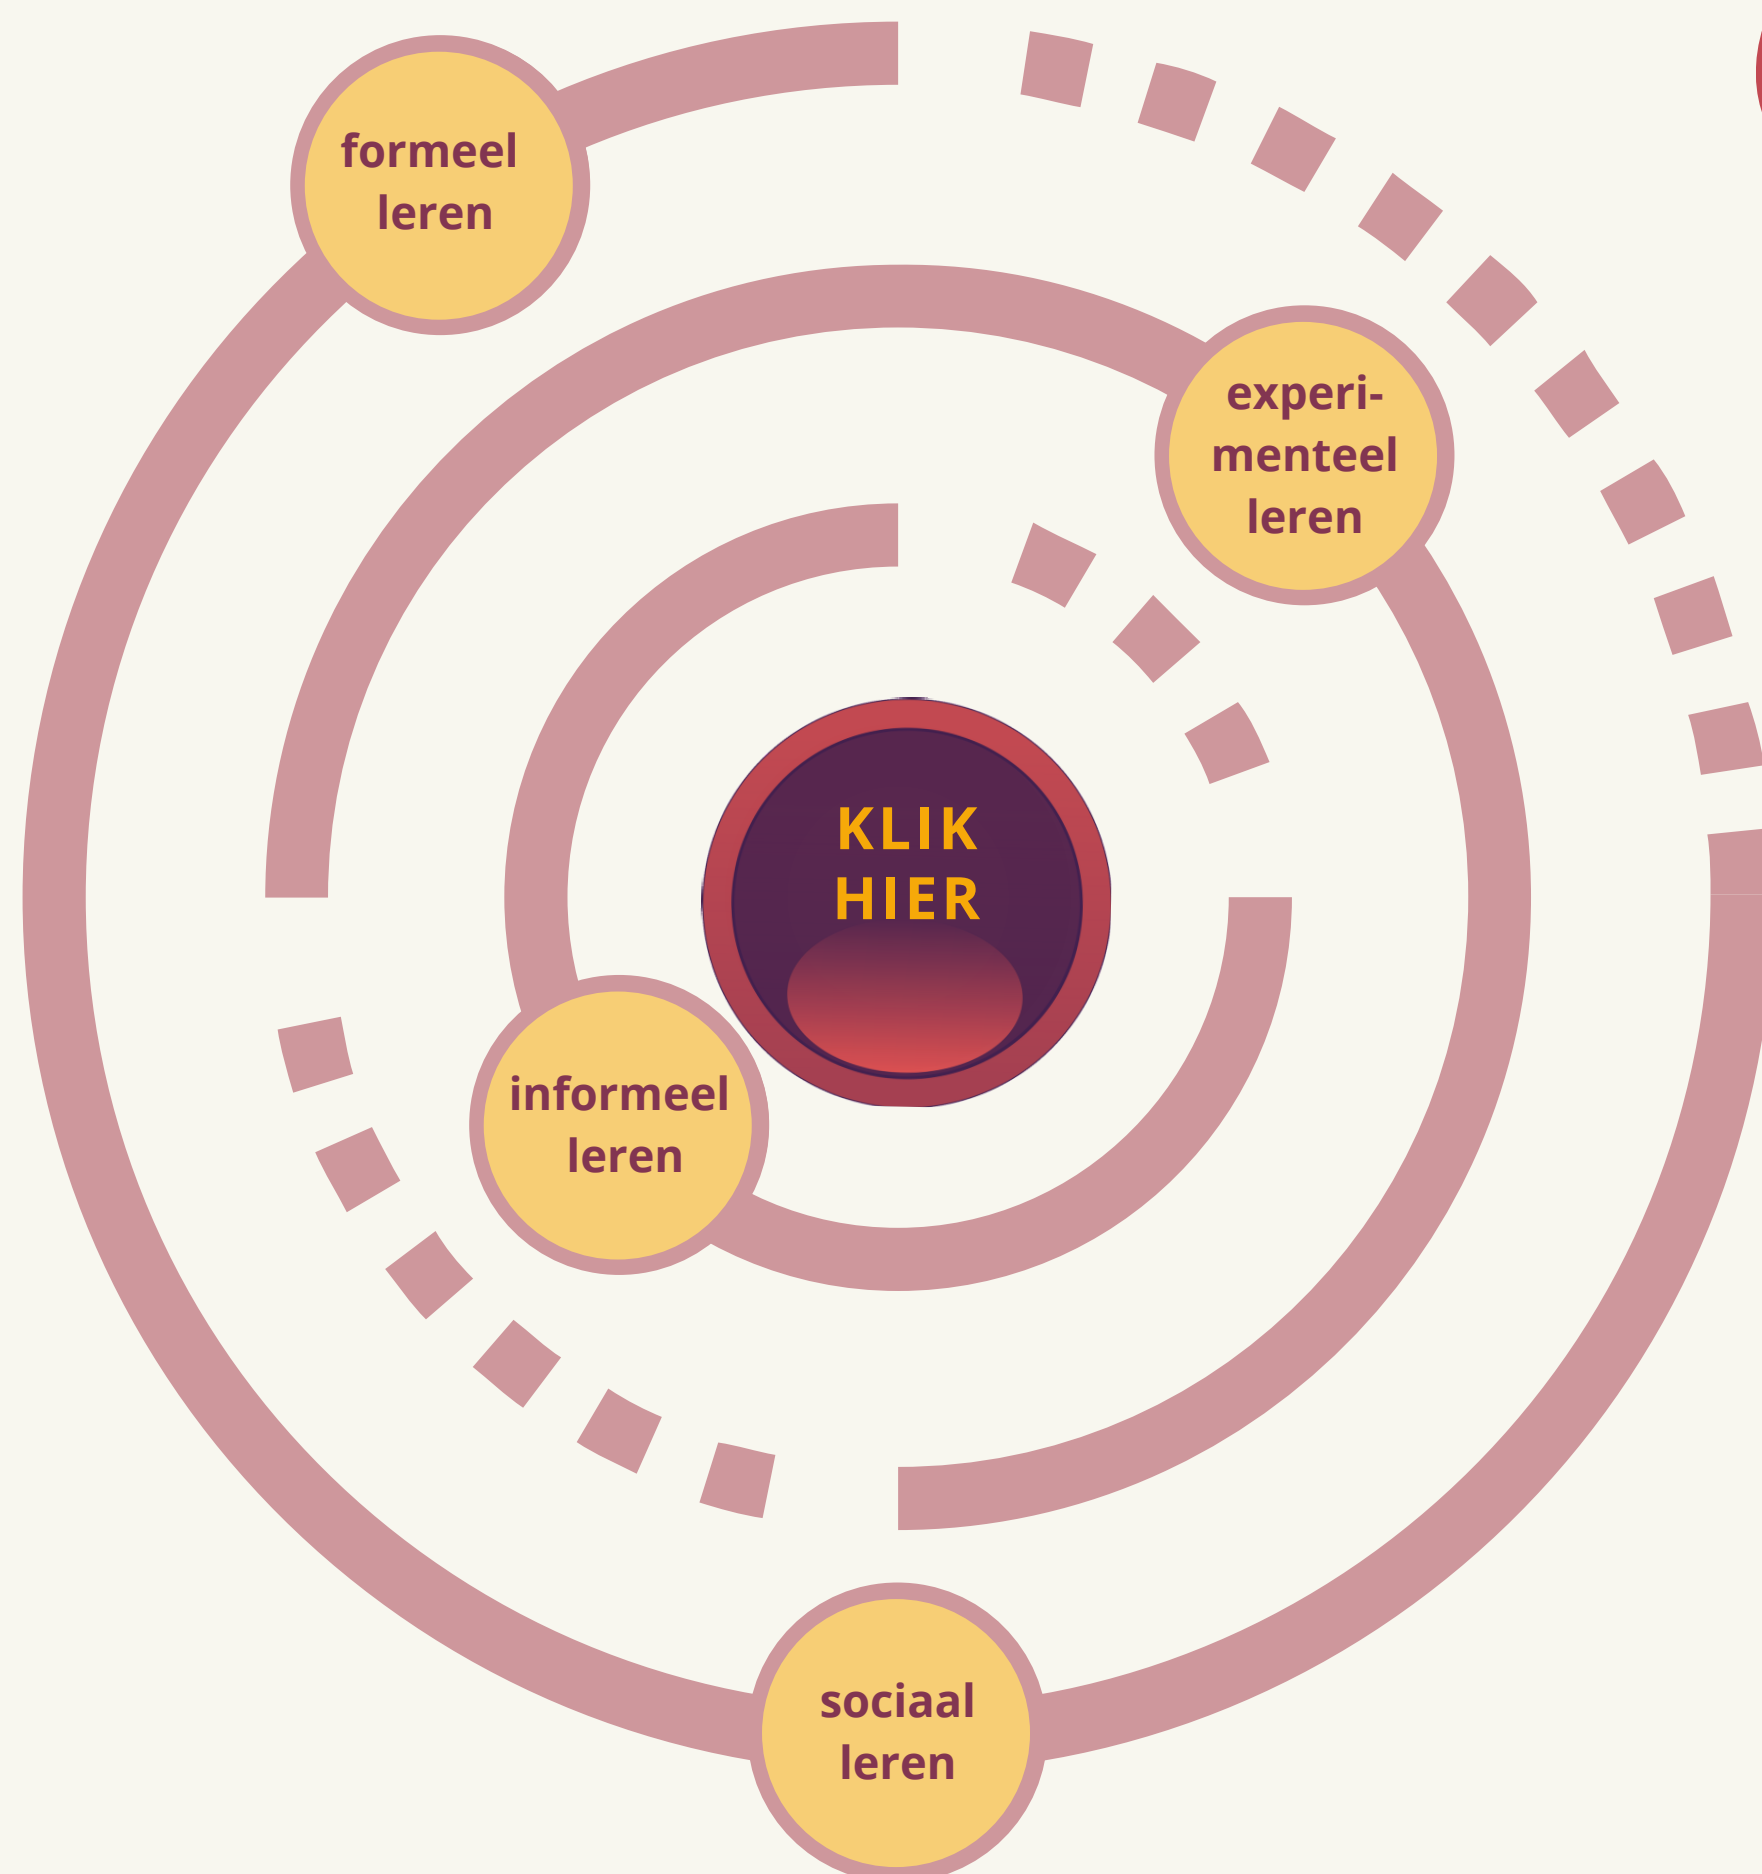 formeel
leren
experi-
menteel
leren
KLIK
HIER
informeel
leren
sociaal
leren